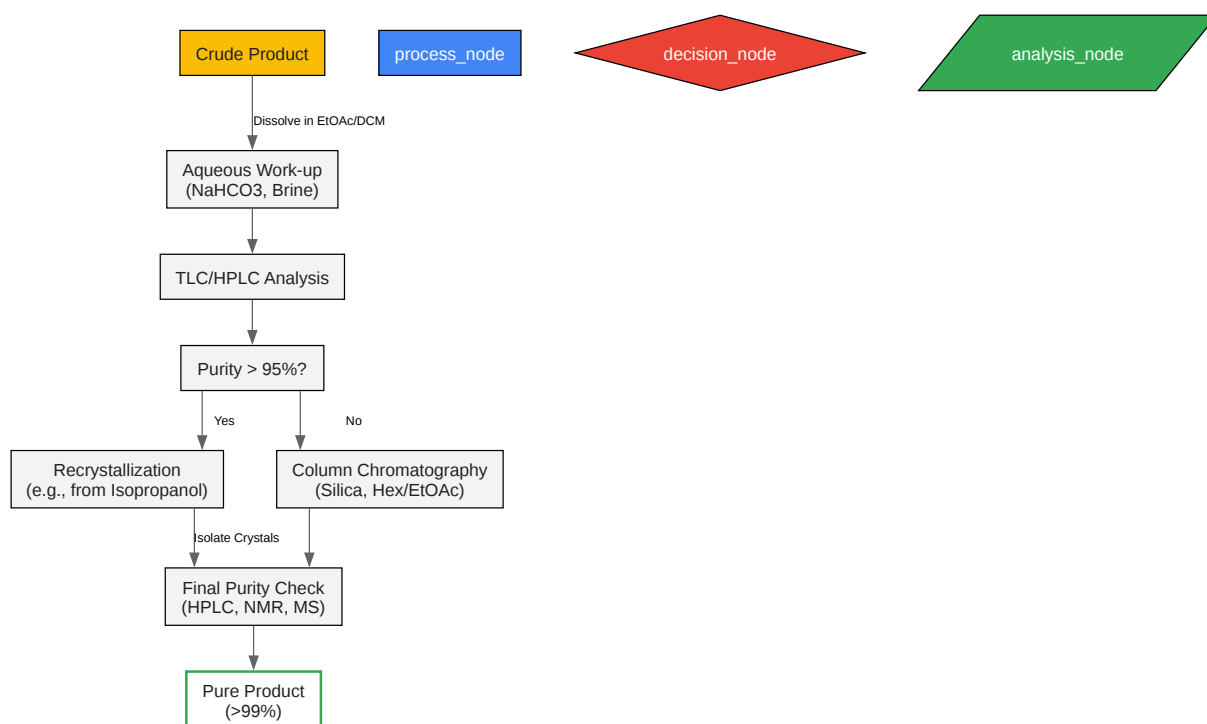 Crude Product
process_node
decision_node
analysis_node
Dissolve in EtOAc/DCM
Aqueous Work-up
(NaHCO3, Brine)
TLC/HPLC Analysis
Purity > 95%?
Yes
No
Recrystallization
(e.g., from Isopropanol)
Column Chromatography
(Silica, Hex/EtOAc)
Isolate Crystals
Final Purity Check
(HPLC, NMR, MS)
Pure Product
(>99%)